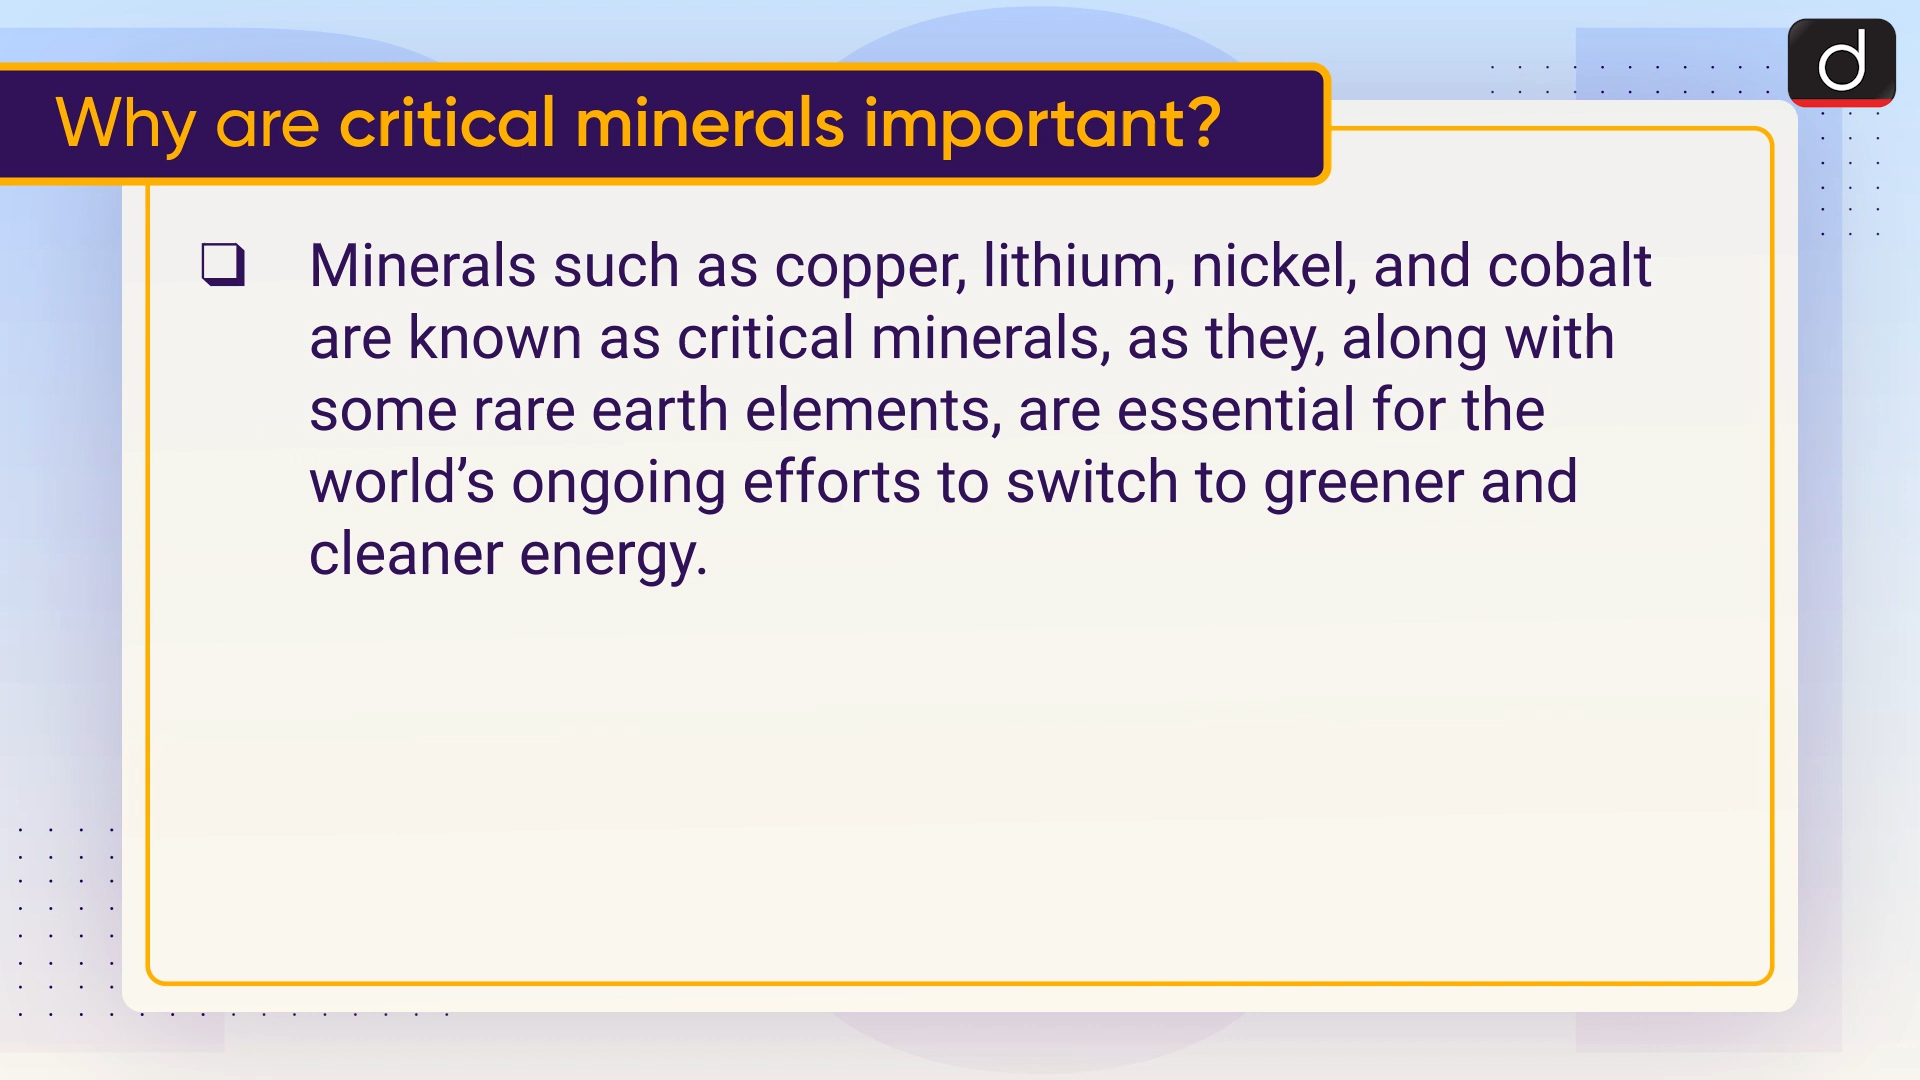 d
Why are critical minerals important?
❑ Minerals such as copper, lithium, nickel, and cobalt
are known as critical minerals, as they, along with
some rare earth elements, are essential for the
world’s ongoing efforts to switch to greener and
cleaner energy.